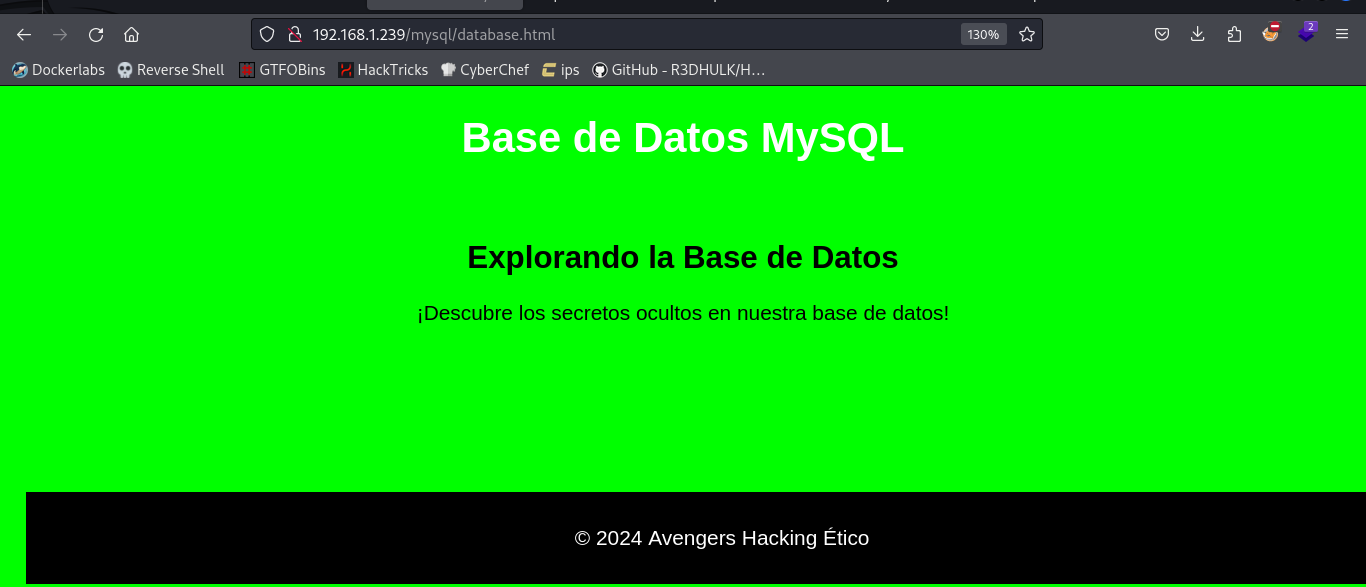 192.168.1.239/mysql/database.html
130%
2
Dockerlabs
Reverse Shell
GTFOBins
HackTricks
CyberChef
ips
GitHub - R3DHULK/H…
Base de Datos MySQL
Explorando la Base de Datos
¡Descubre los secretos ocultos en nuestra base de datos!
© 2024 Avengers Hacking Ético